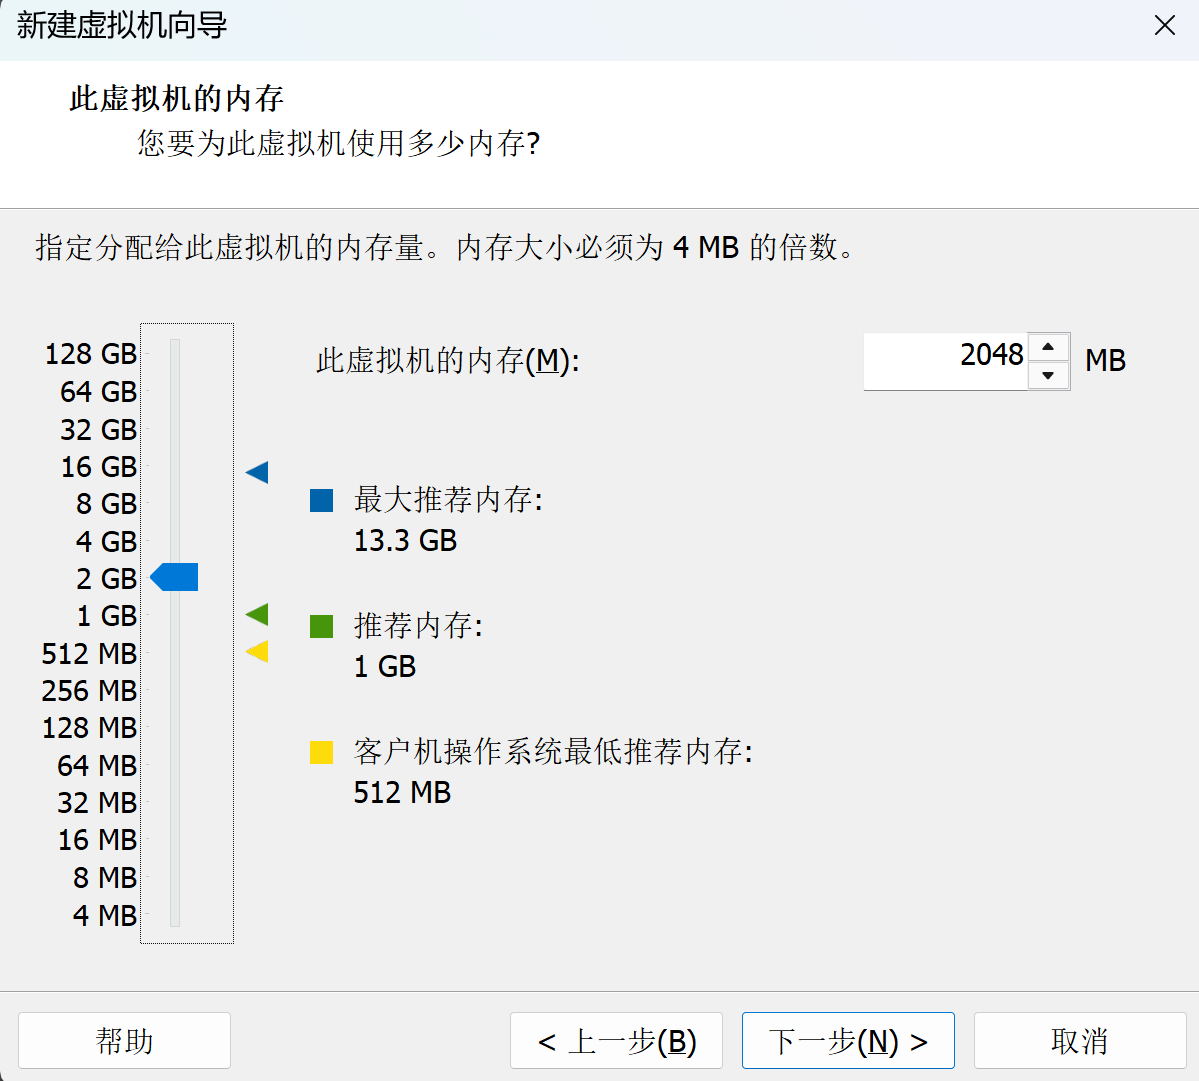 新建虚拟机向导
此虚拟机的内存
您要为此虚拟机使用多少内存?
指定分配给此虚拟机的内存量。内存大小必须为 4 MB 的倍数。
128 GB
64 GB
32 GB
16 GB
8 GB
4 GB
2 GB
1 GB
512 MB
256 MB
128 MB
64 MB
32 MB
16 MB
8 MB
4 MB
此虚拟机的内存(M): 2048 MB
最大推荐内存:
13.3 GB
推荐内存:
1 GB
客户机操作系统最低推荐内存:
512 MB
帮助 < 上一步(B) 下一步(N) > 取消